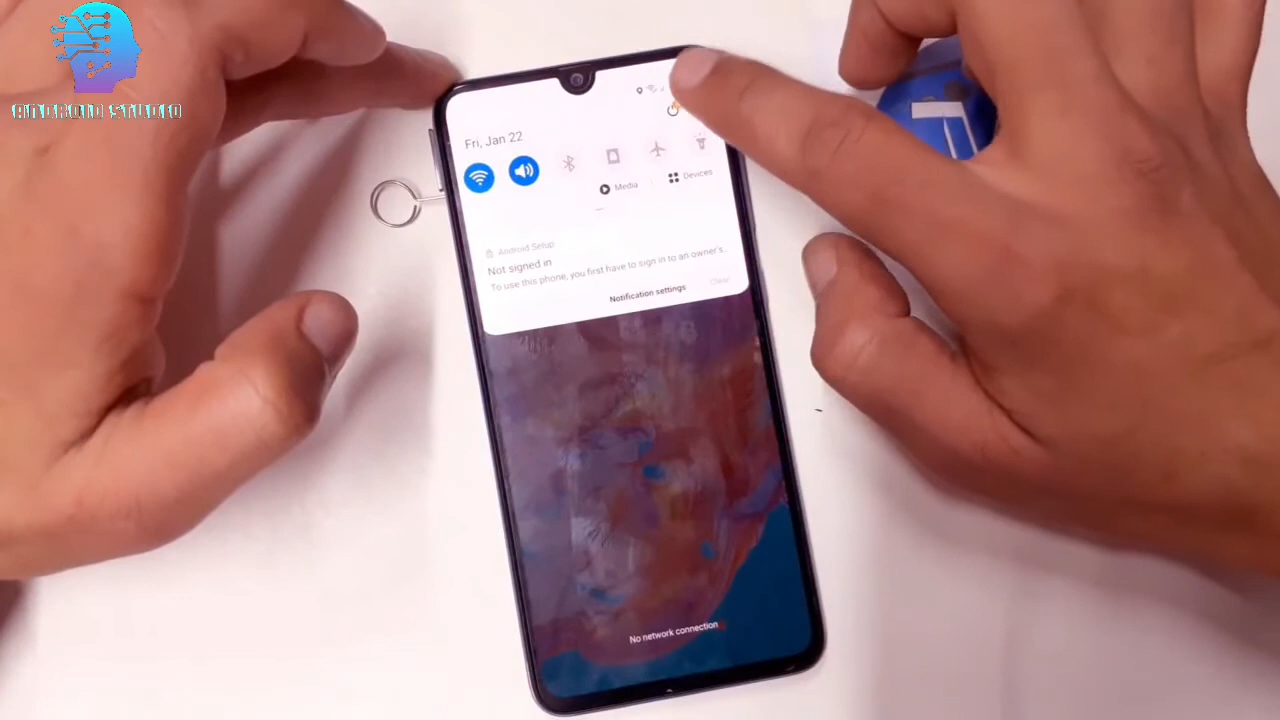 ANDROID STUDIO
Fri, Jan 22
Media
Devices
Android Setup
Not signed in
To use this phone, you first have to sign in to an owner's..
Notification settings
Clear
No network connection